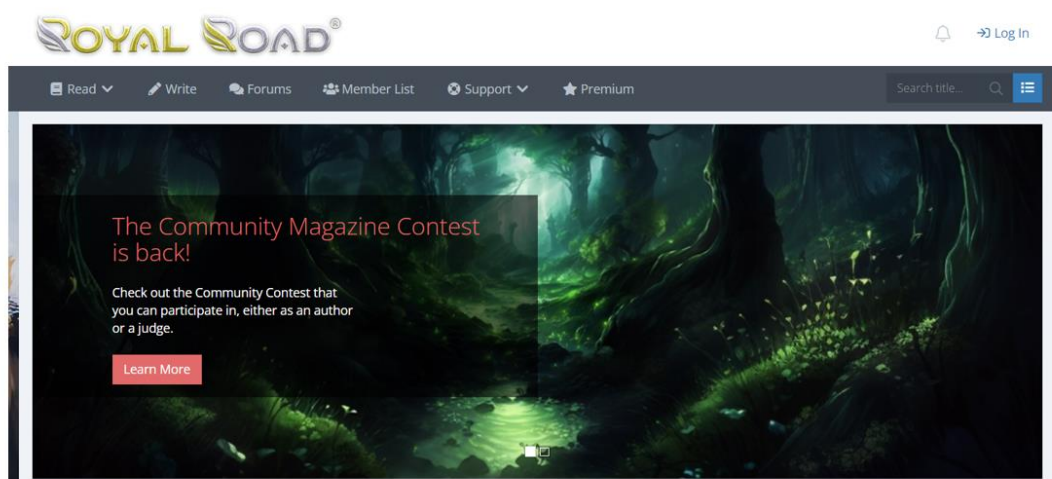 ROYAL ROAD®
Log In
Read
Write
Forums
Member List
Support
Premium
Search title...
The Community Magazine Contest
is back!
Check out the Community Contest that
you can participate in, either as an author
or a judge.
Learn More